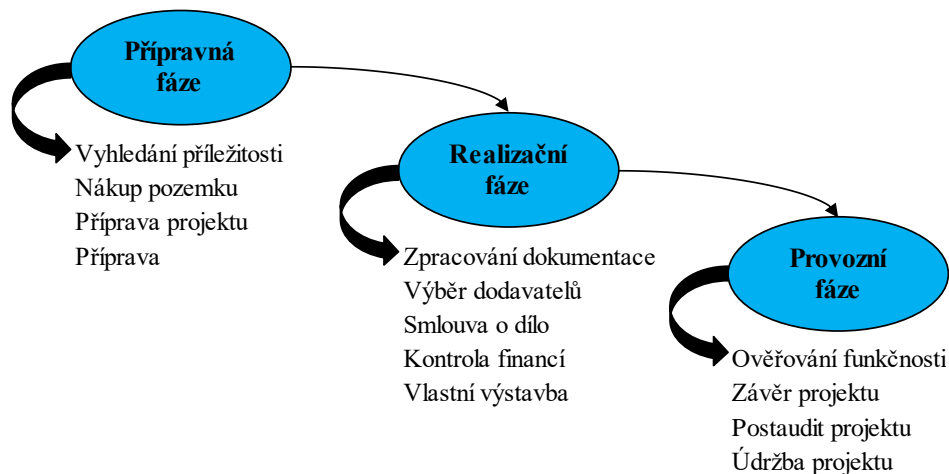 Přípravná
fáze
Vyhledání příležitosti
Nákup pozemku
Příprava projektu
Příprava
Realizační
fáze
Zpracování dokumentace
Výběr dodavatelů
Smlouva o dílo
Kontrola financí
Vlastní výstavba
Provozní
fáze
Ověřování funkčnosti
Závěr projektu
Postaudit projektu
Údržba projektu